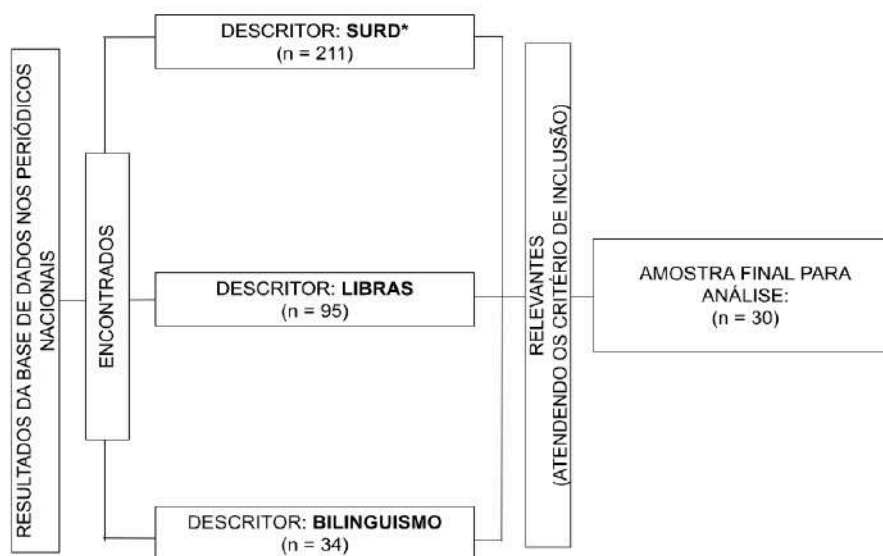 RESULTADOS DA BASE DE DADOS NOS PERIÓDICOS
NACIONAIS
ENCONTRADOS
DESCRITOR: SURD*
(n = 211)
DESCRITOR: LIBRAS
(n = 95)
DESCRITOR: BILINGUISMO
(n = 34)
RELEVANTES
(ATENDENDO OS CRITÉRIO DE INCLUSÃO)
AMOSTRA FINAL PARA
ANÁLISE:
(n = 30)